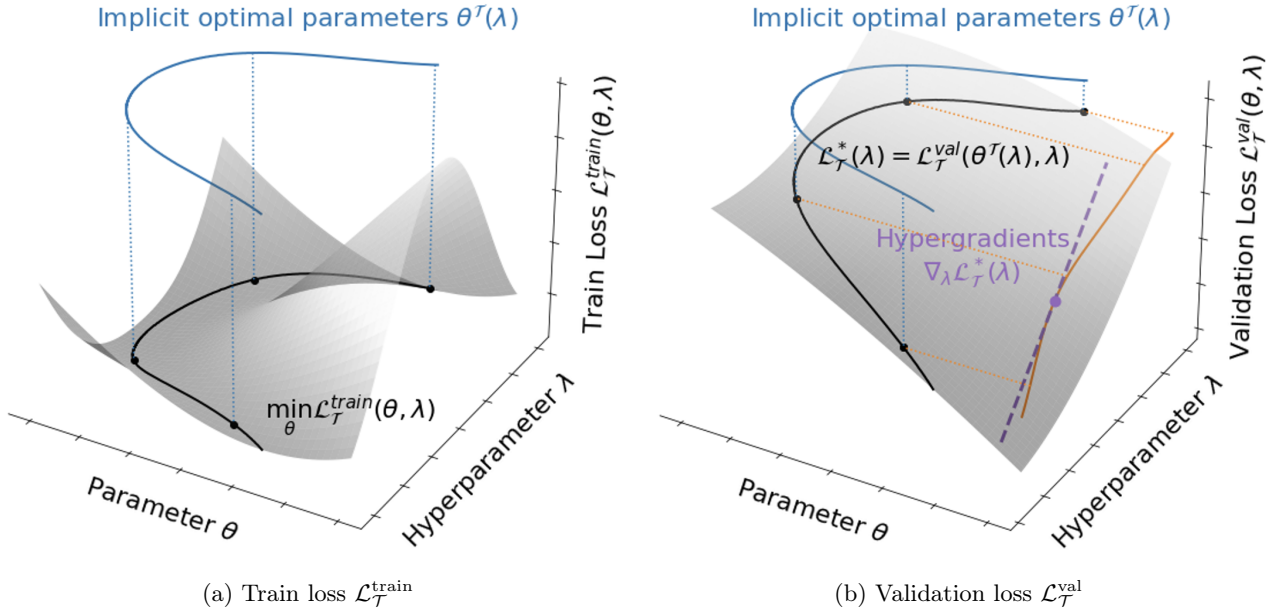 Implicit optimal parameters θ^𝒯(λ)
Train Loss ℒ_𝒯^train(θ, λ)
min_θ ℒ_𝒯^train(θ, λ)
Parameter θ
Hyperparameter λ
(a) Train loss ℒ_𝒯^train
Implicit optimal parameters θ^𝒯(λ)
Validation Loss ℒ_𝒯^val(θ, λ)
ℒ_𝒯^*(λ) = ℒ_𝒯^val(θ^𝒯(λ), λ)
Hypergradients
∇_λ ℒ_𝒯^*(λ)
Parameter θ
Hyperparameter λ
(b) Validation loss ℒ_𝒯^val